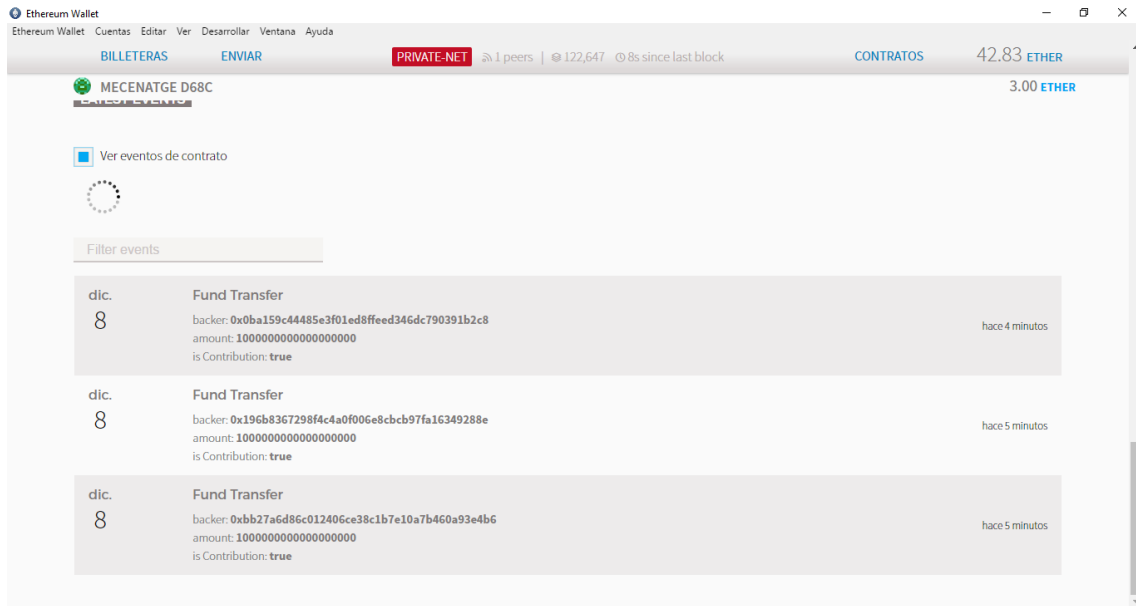 Ethereum Wallet
Ethereum Wallet Cuentas Editar Ver Desarrollar Ventana Ayuda
BILLETERAS ENVIAR PRIVATE-NET 1 peers | 122,647 8s since last block CONTRATOS 42.83 ETHER
MECENATGE D68C 3.00 ETHER
LATEST EVENTS
Ver eventos de contrato
Filter events
dic. Fund Transfer
8 backer: 0x0ba159c44485e3f01ed8ffeed346dc790391b2c8
hace 4 minutos
amount: 1000000000000000000
is Contribution: true
dic. Fund Transfer
8 backer: 0x196b8367298f4c4a0f006e8cbcb97fa16349288e
hace 5 minutos
amount: 1000000000000000000
is Contribution: true
dic. Fund Transfer
8 backer: 0xbb27a6d86c012406ce38c1b7e10a7b460a93e4b6
hace 5 minutos
amount: 1000000000000000000
is Contribution: true